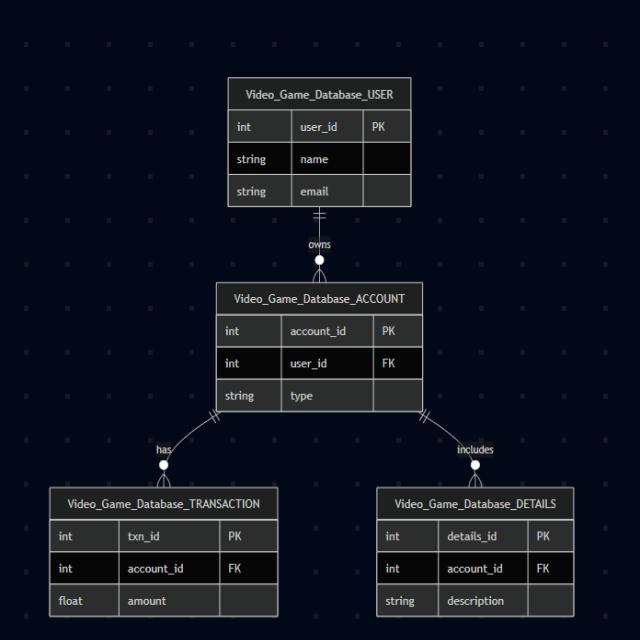 Video_Game_Database_USER
int user_id PK
string name
string email
owns
Video_Game_Database_ACCOUNT
int account_id PK
int user_id FK
string type
has includes
Video_Game_Database_TRANSACTION Video_Game_Database_DETAILS
int txn_id PK int details_id PK
int account_id FK int account_id FK
float amount string description